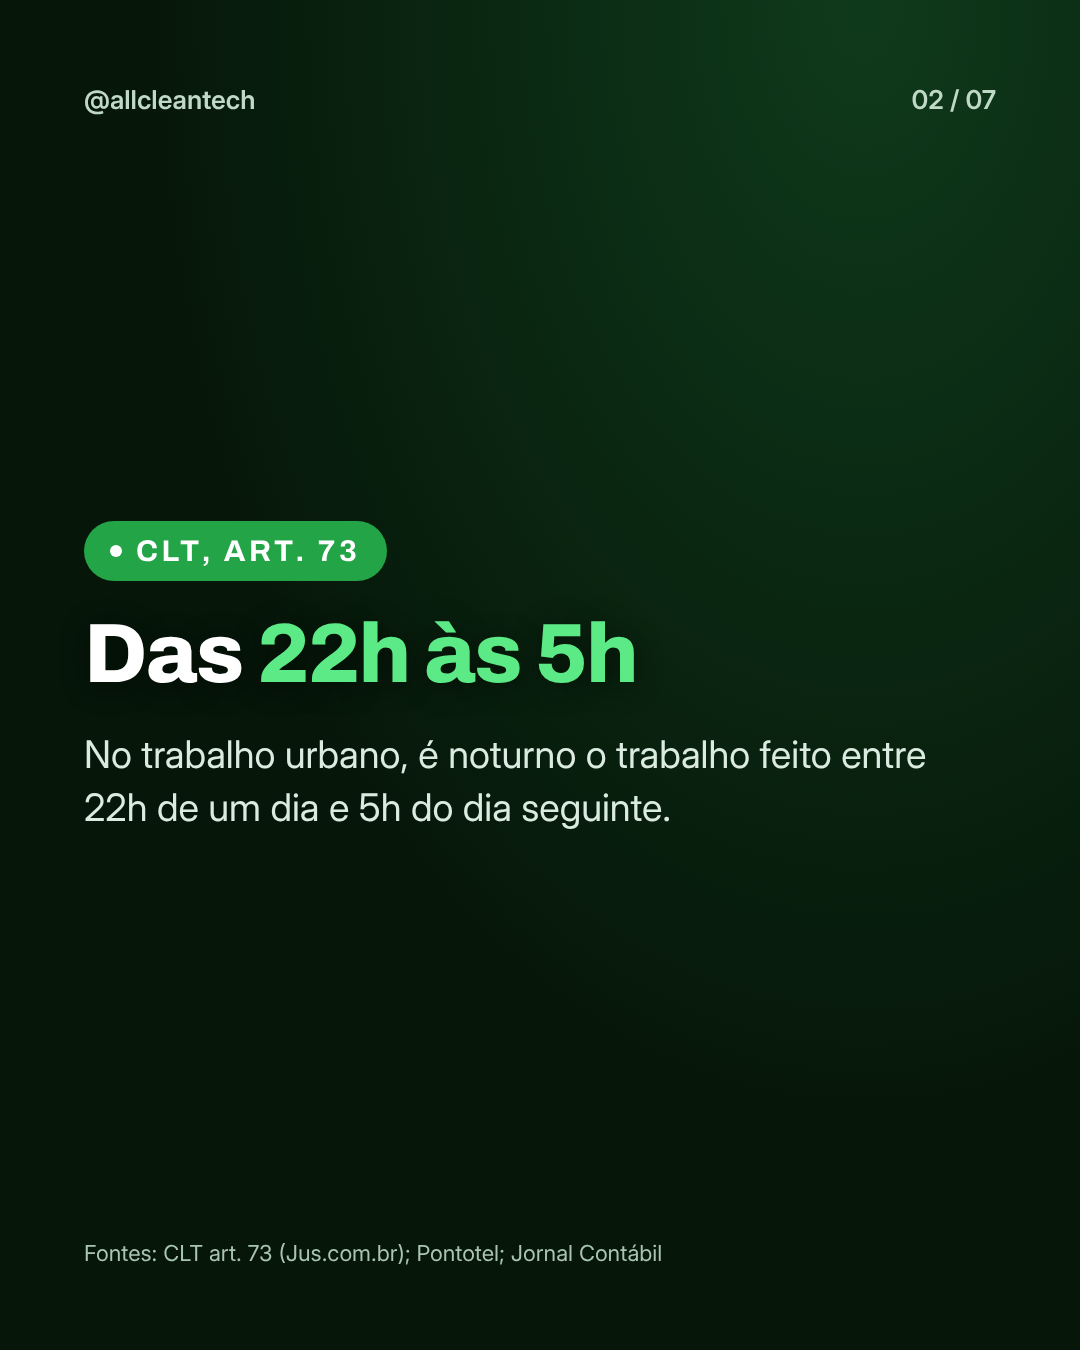 @allcleantech
02 / 07
CLT, ART. 73
Das 22h às 5h
No trabalho urbano, é noturno o trabalho feito entre
22h de um dia e 5h do dia seguinte.
Fontes: CLT art. 73 (Jus.com.br); Pontotel; Jornal Contábil